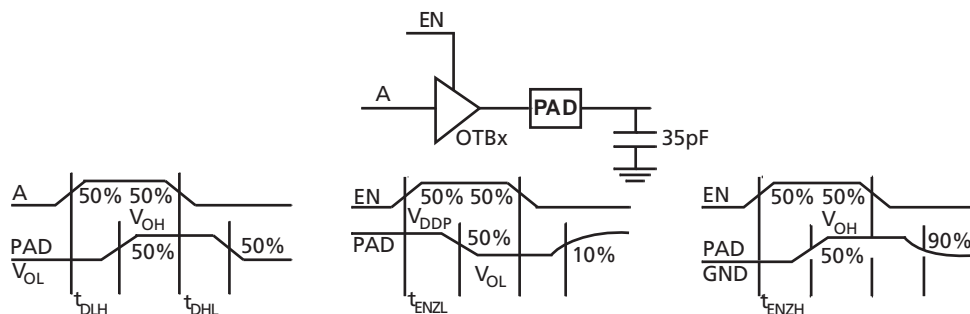 EN
A
PAD
OTBx
35pF
A
50% 50%
V_OH
PAD
50%
50%
V_OL
t_DLH
t_DHL
EN
50% 50%
V_DDP
PAD
50%
10%
V_OL
t_ENZL
EN
50% 50%
V_OH
PAD
90%
50%
GND
t_ENZH